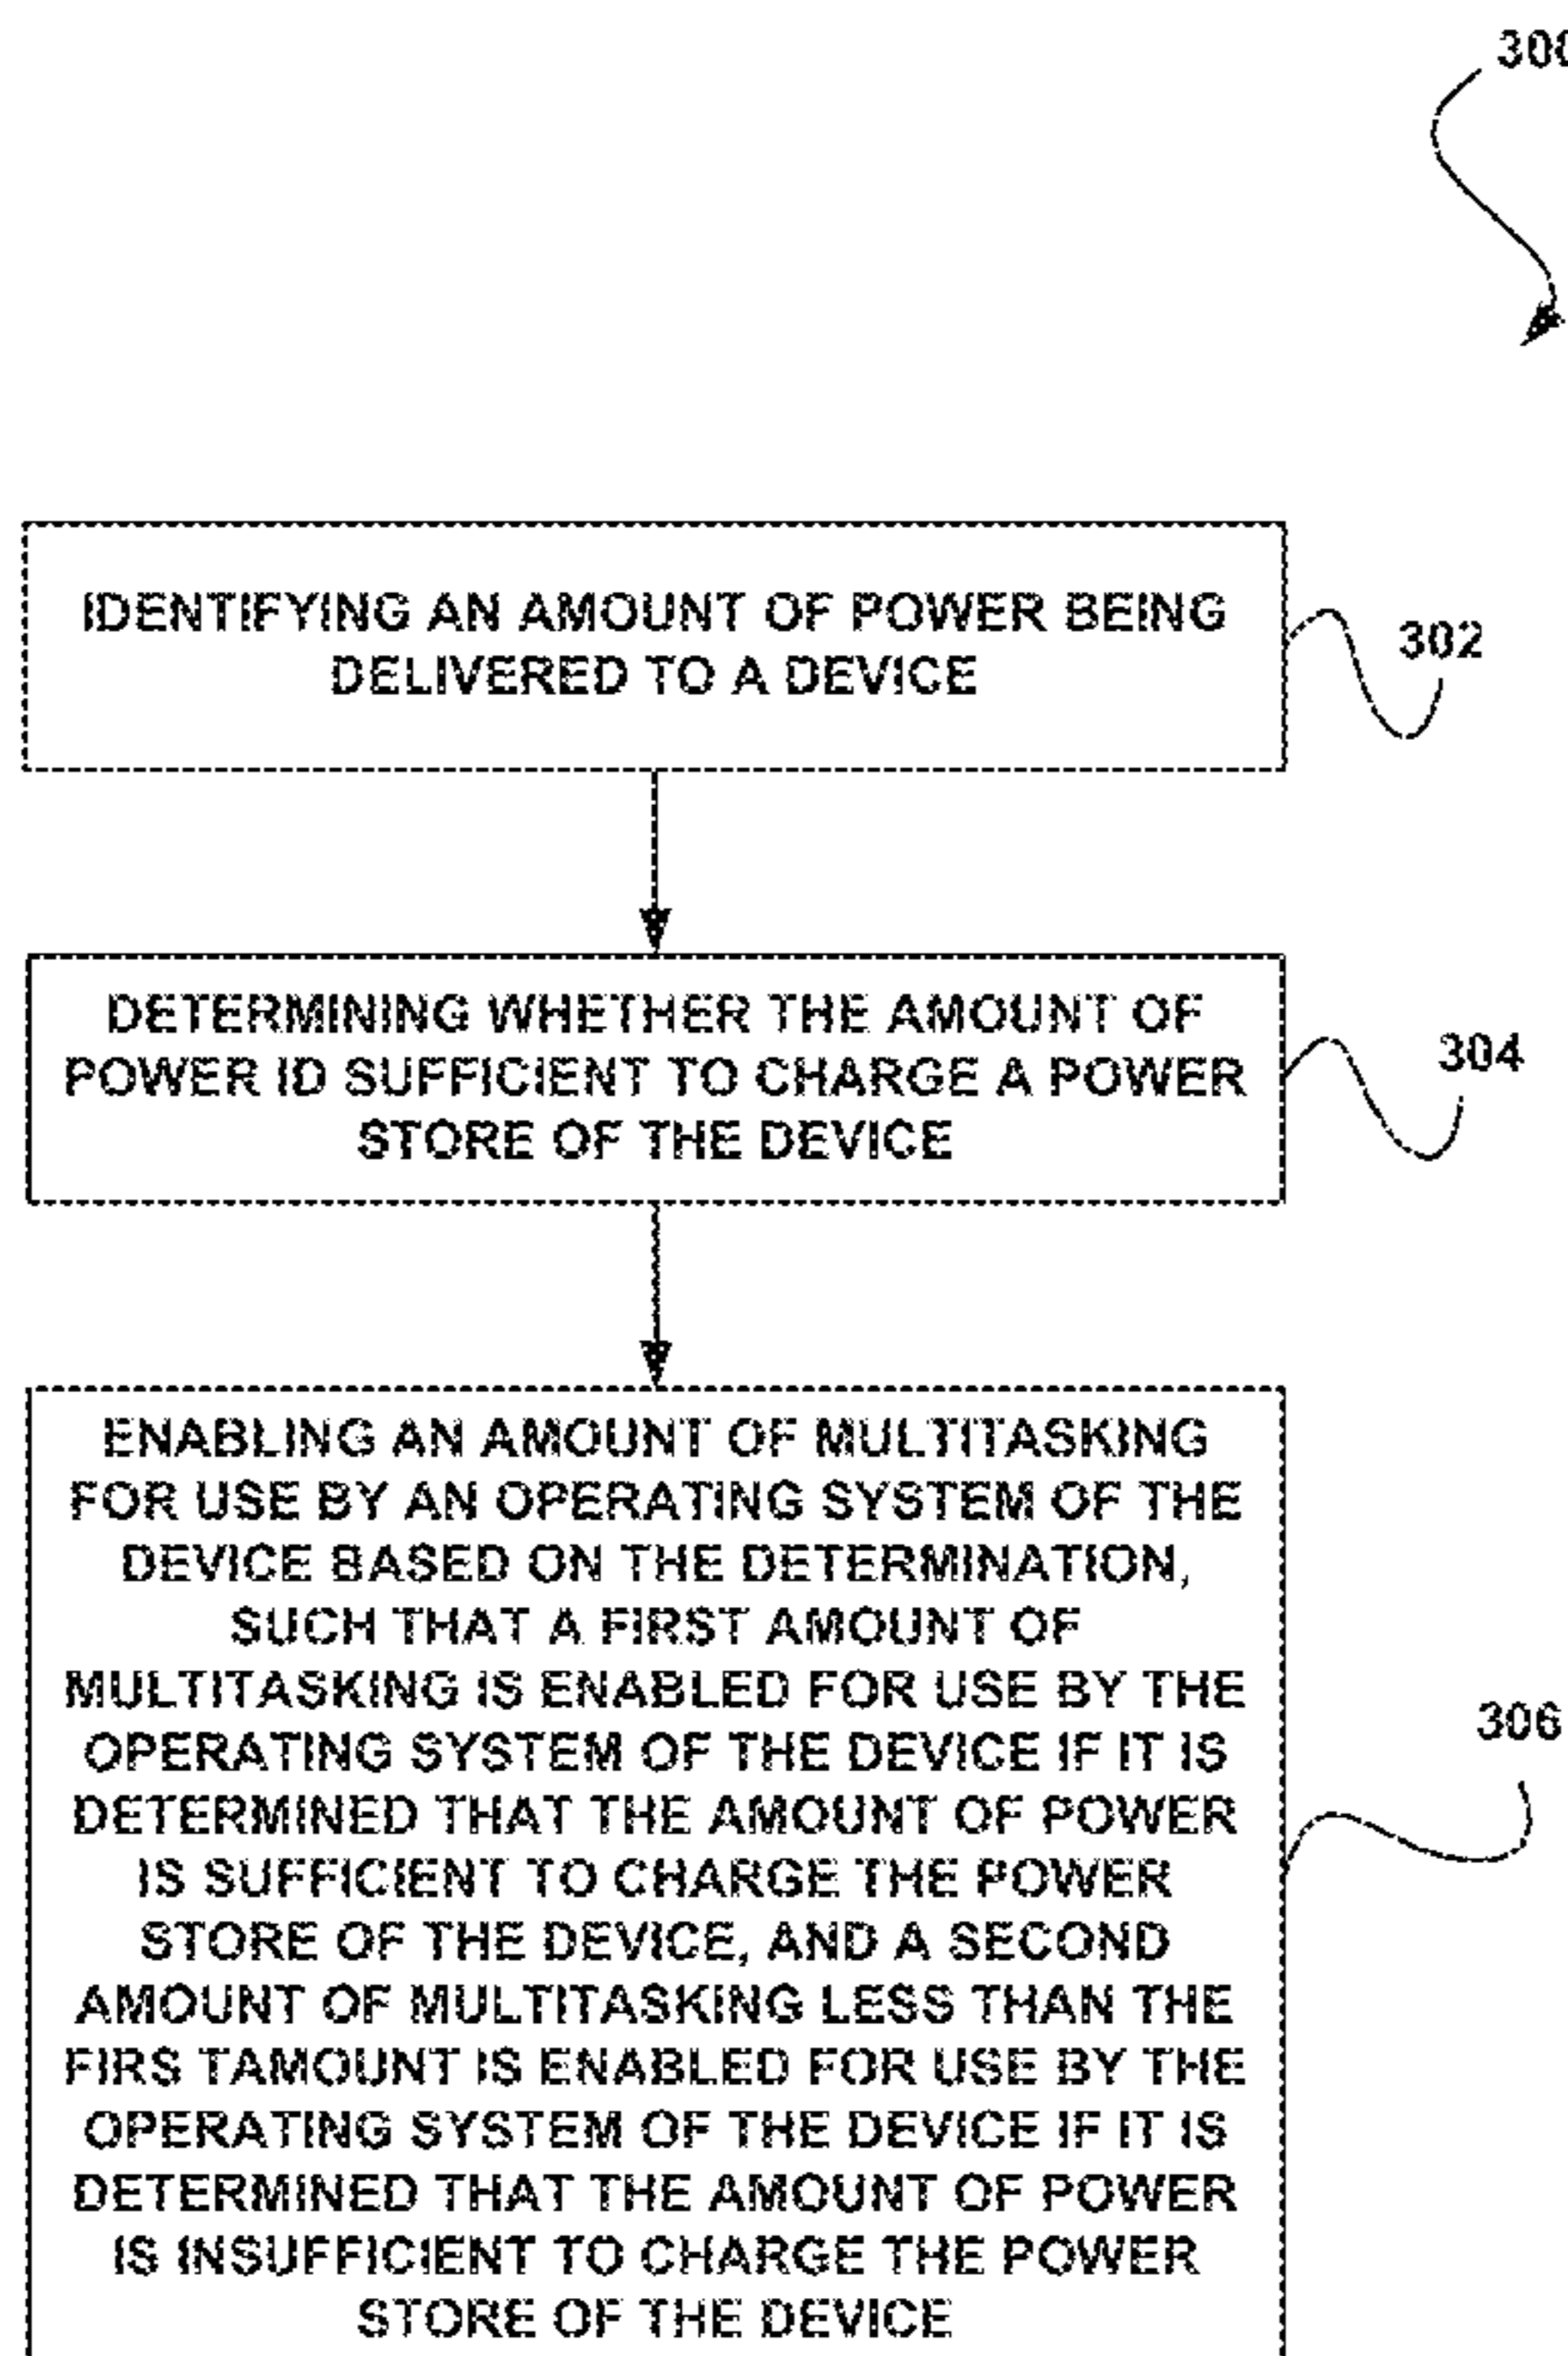 300
IDENTIFYING AN AMOUNT OF POWER BEING
DELIVERED TO A DEVICE
302
DETERMINING WHETHER THE AMOUNT OF
POWER ID SUFFICIENT TO CHARGE A POWER
STORE OF THE DEVICE
304
ENABLING AN AMOUNT OF MULTITASKING
FOR USE BY AN OPERATING SYSTEM OF THE
DEVICE BASED ON THE DETERMINATION,
SUCH THAT A FIRST AMOUNT OF
MULTITASKING IS ENABLED FOR USE BY THE
OPERATING SYSTEM OF THE DEVICE IF IT IS
DETERMINED THAT THE AMOUNT OF POWER
IS SUFFICIENT TO CHARGE THE POWER
STORE OF THE DEVICE, AND A SECOND
AMOUNT OF MULTITASKING LESS THAN THE
FIRS TAMOUNT IS ENABLED FOR USE BY THE
OPERATING SYSTEM OF THE DEVICE IF IT IS
DETERMINED THAT THE AMOUNT OF POWER
IS INSUFFICIENT TO CHARGE THE POWER
STORE OF THE DEVICE
306